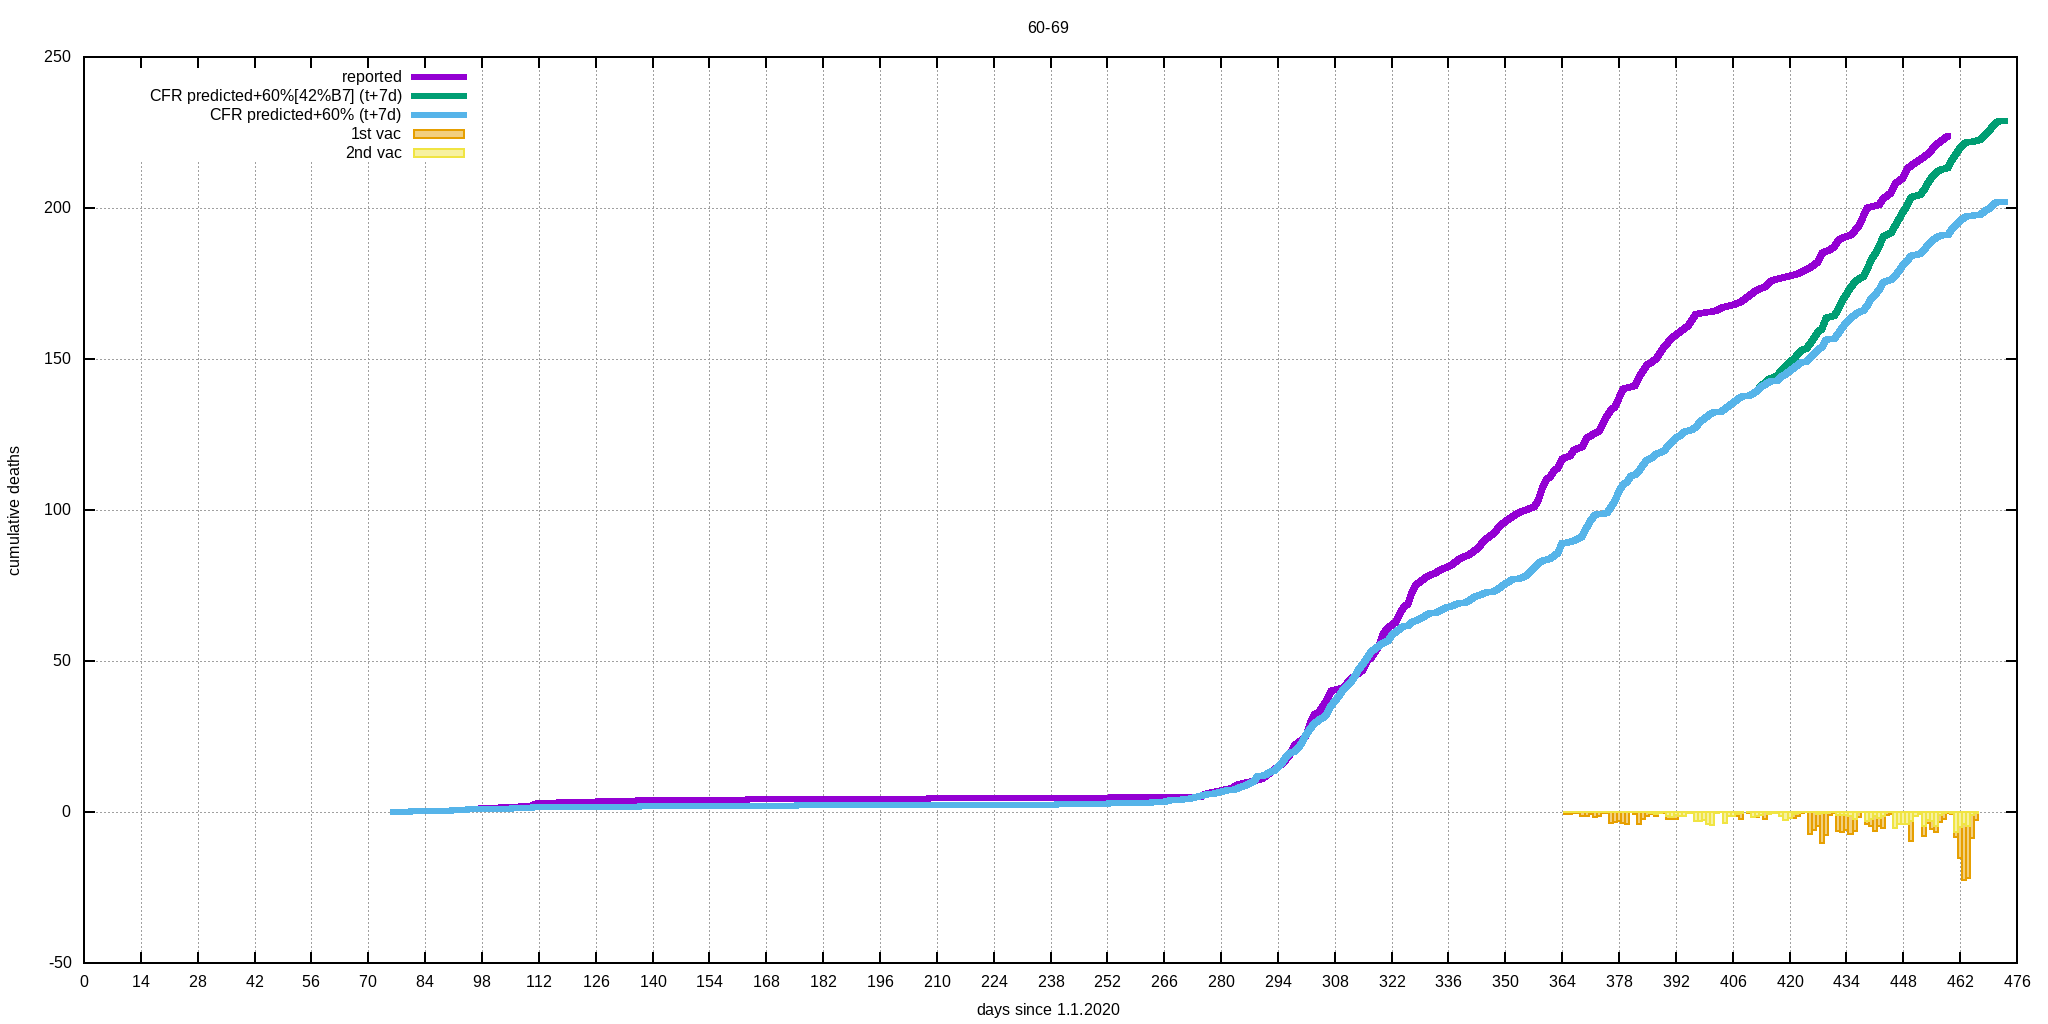 60-69
reported
CFR predicted+60%[42%B7] (t+7d)
CFR predicted+60% (t+7d)
1st vac
2nd vac
250
200
150
100
50
0
-50
cumulative deaths
0 14 28 42 56 70 84 98 112 126 140 154 168 182 196 210 224 238 252 266 280 294 308 322 336 350 364 378 392 406 420 434 448 462 476
days since 1.1.2020